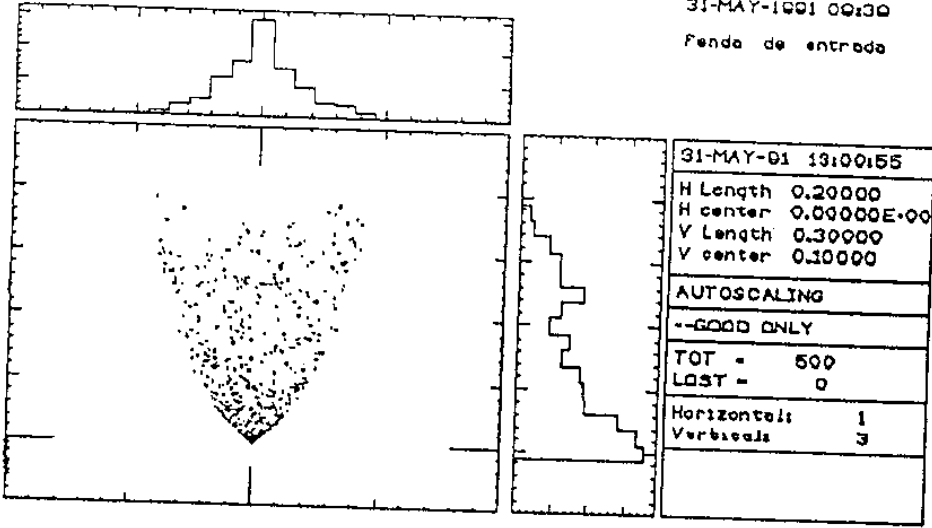 31-MAY-1991 09:30
Fenda de entrada
31-MAY-91 13:00:55
H Length 0.20000
H center 0.00000E+00
V Length 0.30000
V center 0.10000
AUTOSCALING
--GOOD ONLY
TOT = 500
LOST = 0
Horizontal: 1
Vertical: 3